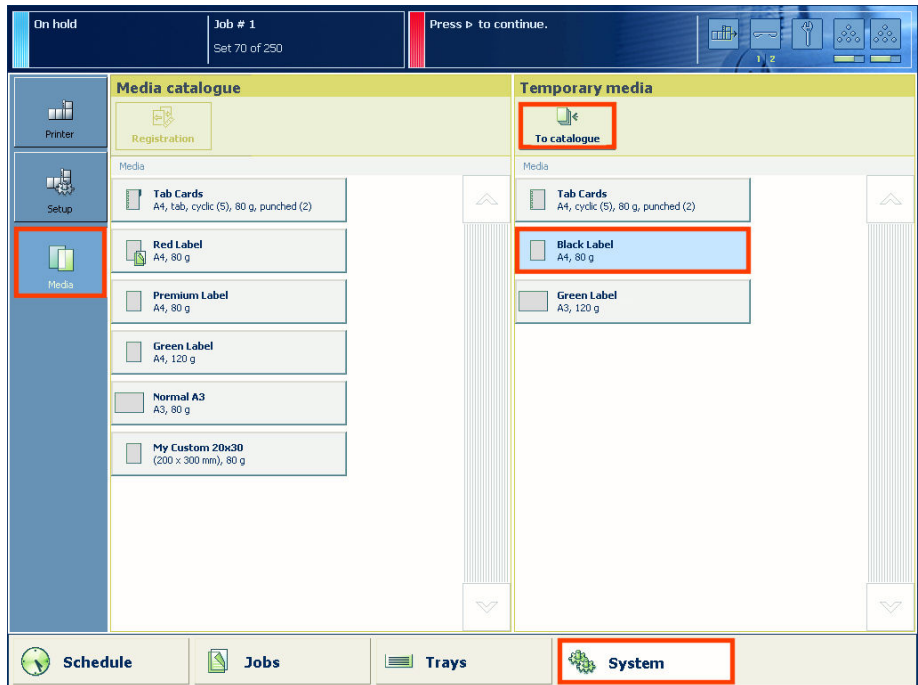 On hold
Job # 1
Set 70 of 250
Press ▷ to continue.
1 2
Printer
Setup
Media
Media catalogue
Registration
Media
Tab Cards
A4, tab, cyclic (5), 80 g, punched (2)
Red Label
A4, 80 g
Premium Label
A4, 80 g
Green Label
A4, 120 g
Normal A3
A3, 80 g
My Custom 20x30
(200 x 300 mm), 80 g
Temporary media
To catalogue
Media
Tab Cards
A4, cyclic (5), 80 g, punched (2)
Black Label
A4, 80 g
Green Label
A3, 120 g
Schedule
Jobs
Trays
System